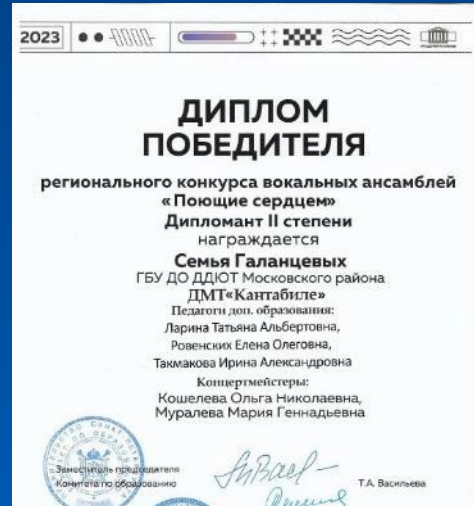 2023
ДИПЛОМ
ПОБЕДИТЕЛЯ
регионального конкурса вокальных ансамблей
«Поющие сердцем»
Дипломант II степени
награждается
Семья Галанцевых
ГБУ ДО ДДЮТ Московского района
ДМТ«Кантабиле»
Педагоги доп. образования:
Ларина Татьяна Альбертовна,
Ровенских Елена Олеговна,
Такмакова Ирина Александровна
Концертмейстеры:
Кошелева Ольга Николаевна,
Муралева Мария Геннадьевна
Заместитель председателя
Комитета по образованию
Т.А. Васильева